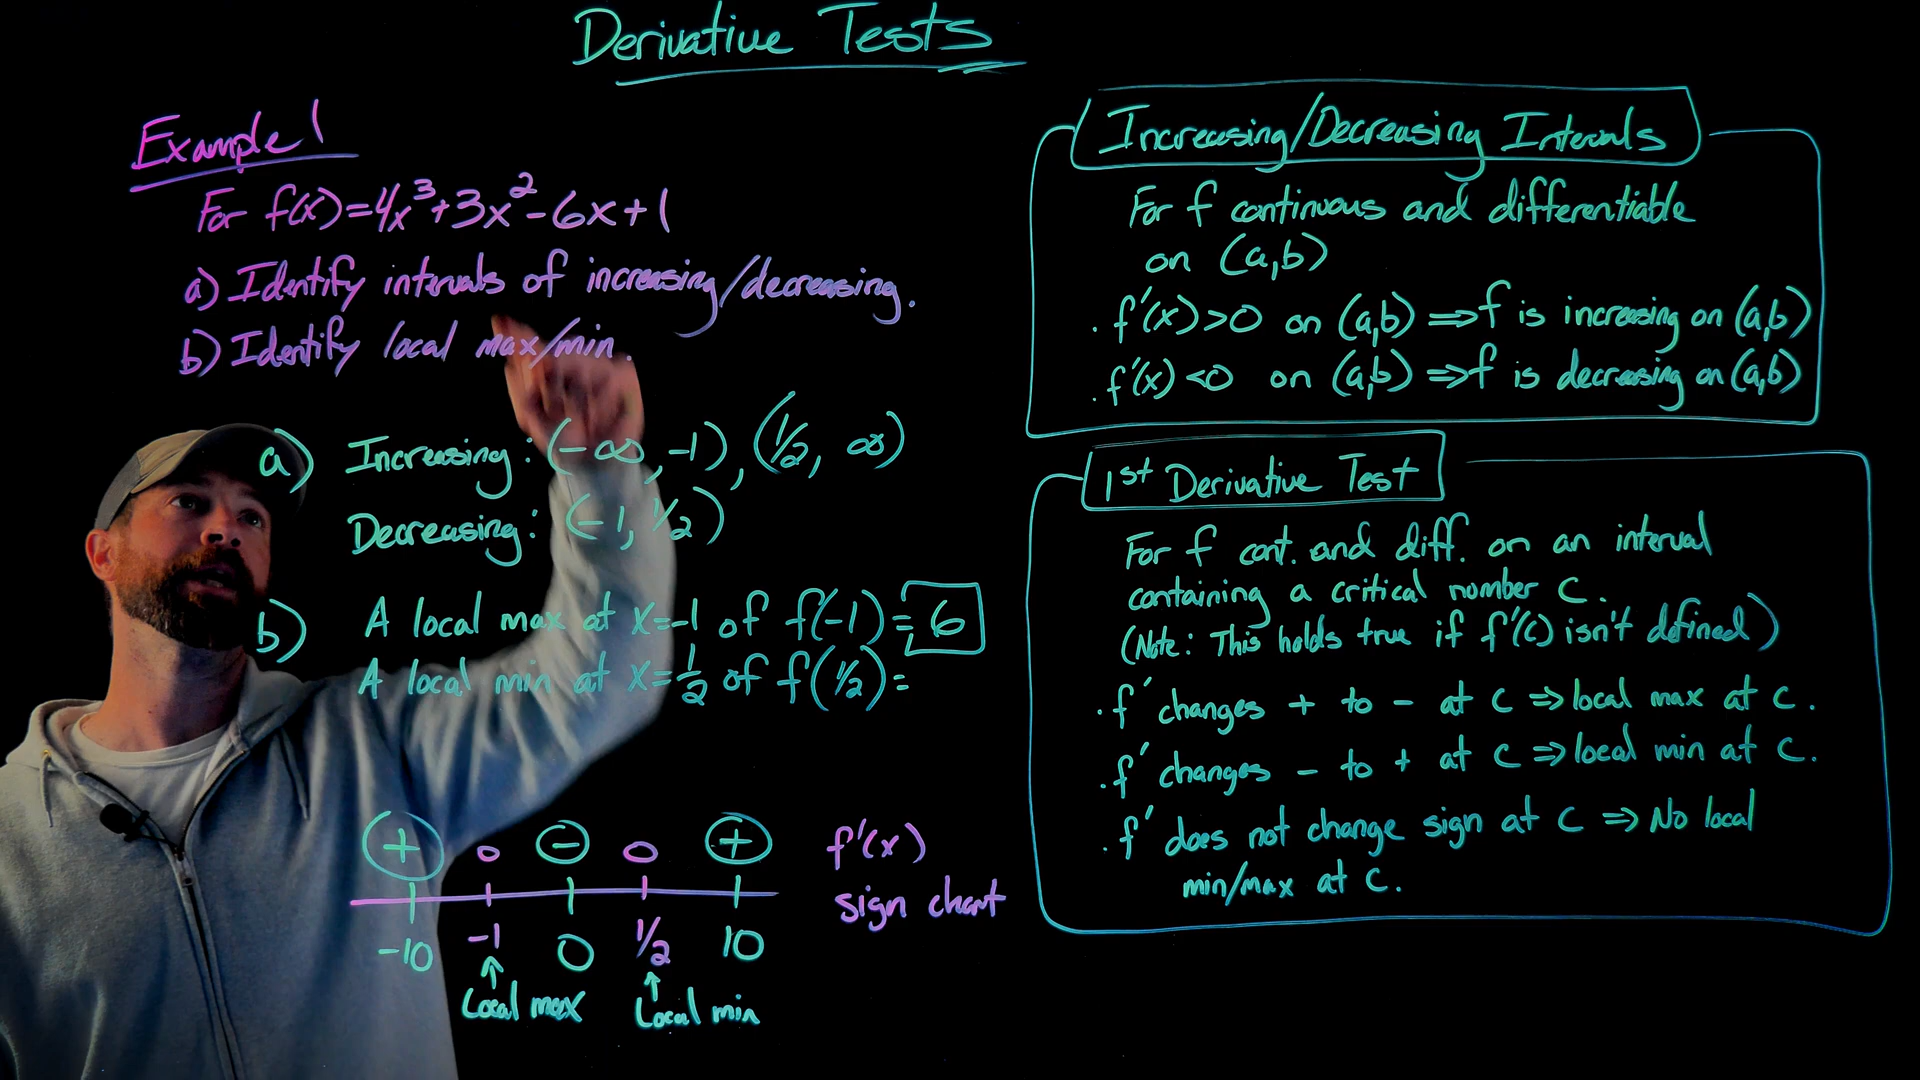 Derivative Tests
Example 1
For f(x)=4x³+3x²-6x+1
a) Identify intervals of increasing/decreasing.
b) Identify local max/min.
a) Increasing: (-∞,-1), (1/2, ∞)
Decreasing: (-1, 1/2)
b) A local max at x=-1 of f(-1)=6
A local min at x=1/2 of f(1/2)=
+ 0 - 0 + f'(x)
sign chart
-10 -1 0 1/2 10
↑ ↑
Local max Local min
Increasing/Decreasing Intervals
For f continuous and differentiable
on (a,b)
. f'(x)>0 on (a,b) ⇒ f is increasing on (a,b)
. f'(x)<0 on (a,b) ⇒ f is decreasing on (a,b)
1st Derivative Test
For f cont. and diff. on an interval
containing a critical number c.
(Note: This holds true if f'(c) isn't defined)
. f' changes + to - at c ⇒ local max at c.
. f' changes - to + at c ⇒ local min at c.
. f' does not change sign at c ⇒ No local
min/max at c.